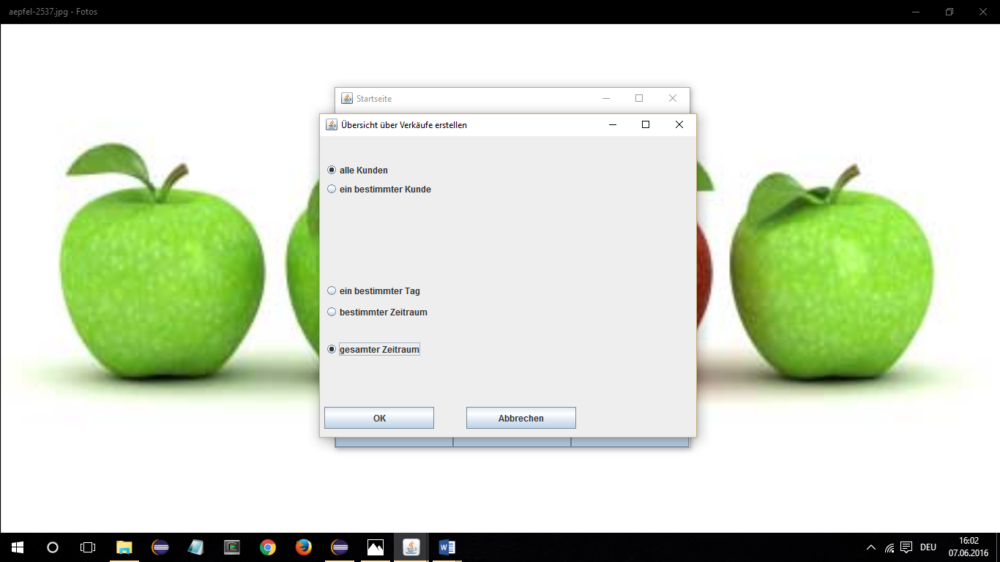 aepfel-2537.jpg - Fotos
Startseite
Übersicht über Verkäufe erstellen
alle Kunden
ein bestimmter Kunde
ein bestimmter Tag
bestimmter Zeitraum
gesamter Zeitraum
OK
Abbrechen
DEU
16:02
07.06.2016